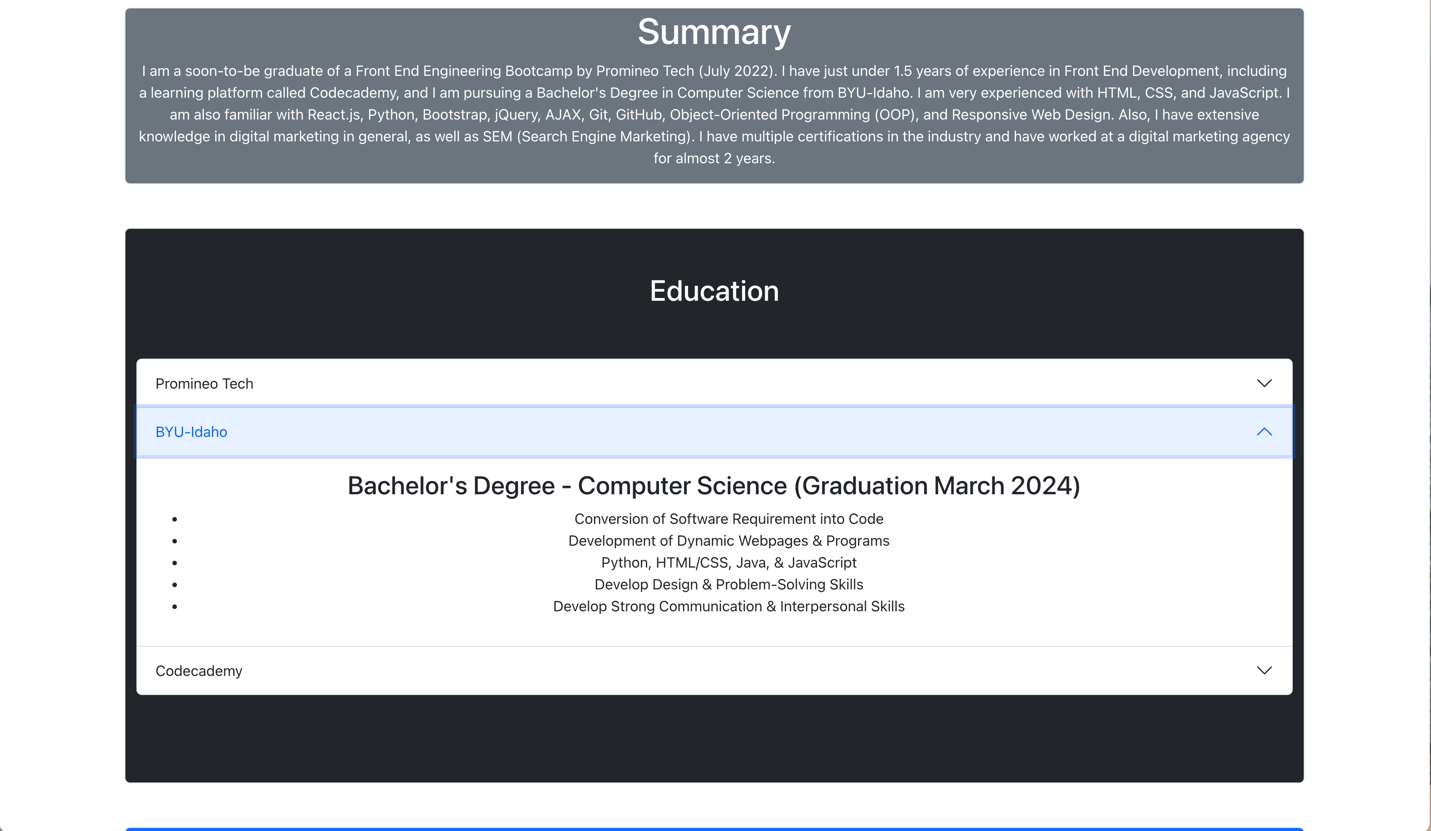 Summary
I am a soon-to-be graduate of a Front End Engineering Bootcamp by Promineo Tech (July 2022). I have just under 1.5 years of experience in Front End Development, including
a learning platform called Codecademy, and I am pursuing a Bachelor's Degree in Computer Science from BYU-Idaho. I am very experienced with HTML, CSS, and JavaScript. I
am also familiar with React.js, Python, Bootstrap, jQuery, AJAX, Git, GitHub, Object-Oriented Programming (OOP), and Responsive Web Design. Also, I have extensive
knowledge in digital marketing in general, as well as SEM (Search Engine Marketing). I have multiple certifications in the industry and have worked at a digital marketing agency
for almost 2 years.
Education
Promineo Tech
BYU-Idaho
Bachelor's Degree - Computer Science (Graduation March 2024)
• Conversion of Software Requirement into Code
• Development of Dynamic Webpages & Programs
• Python, HTML/CSS, Java, & JavaScript
• Develop Design & Problem-Solving Skills
• Develop Strong Communication & Interpersonal Skills
Codecademy